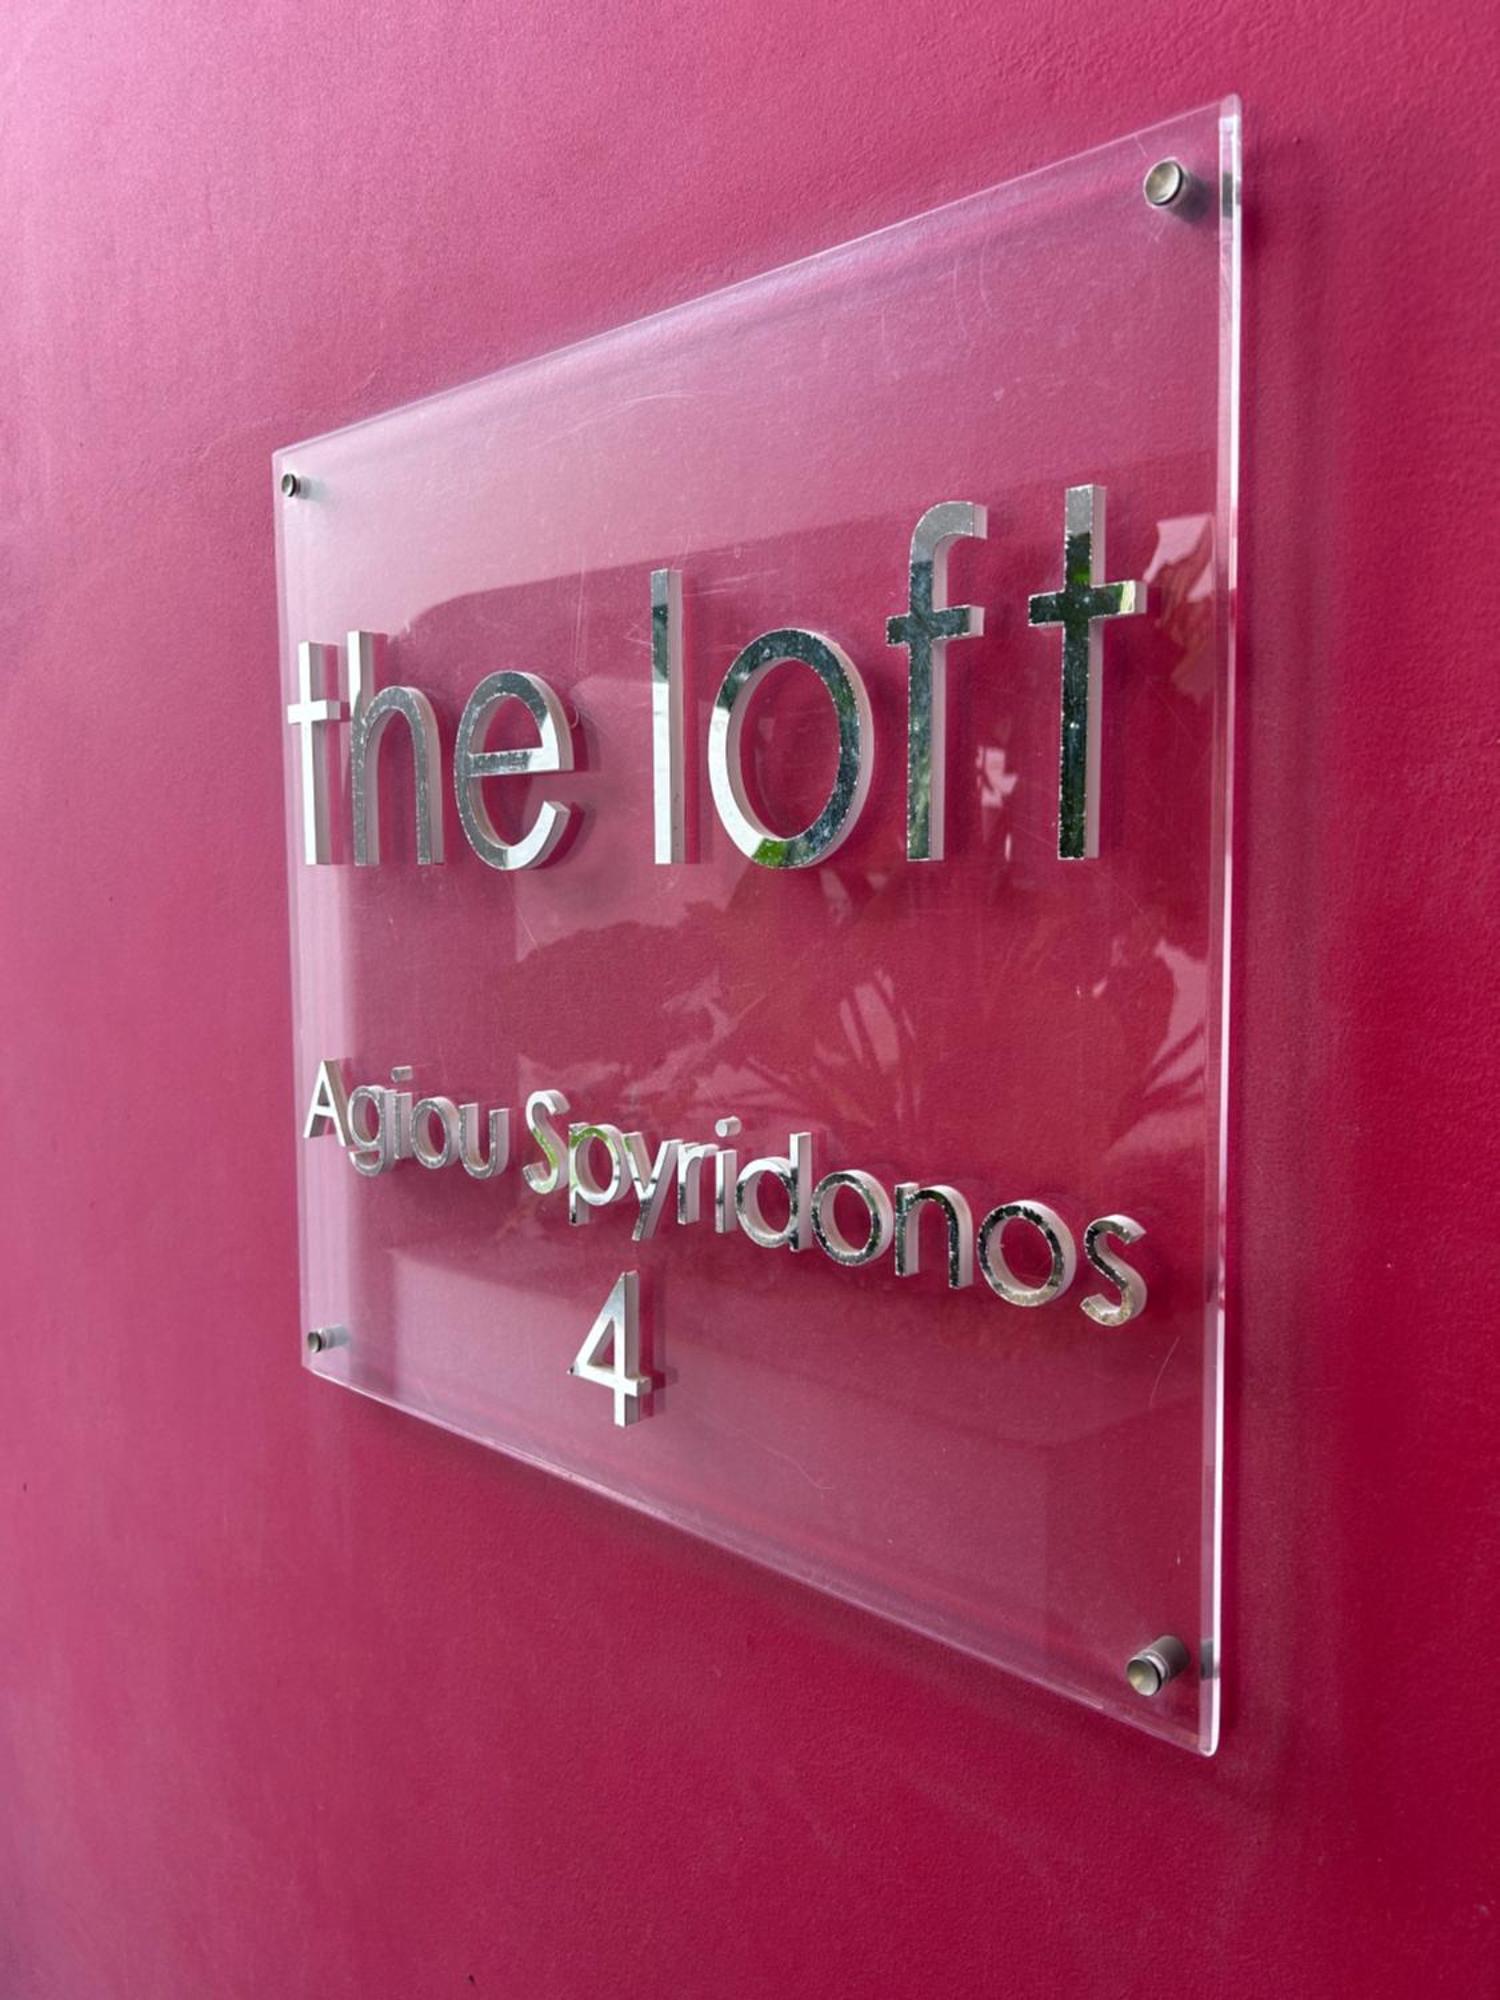 the loft
Agiou Spyridonos
4